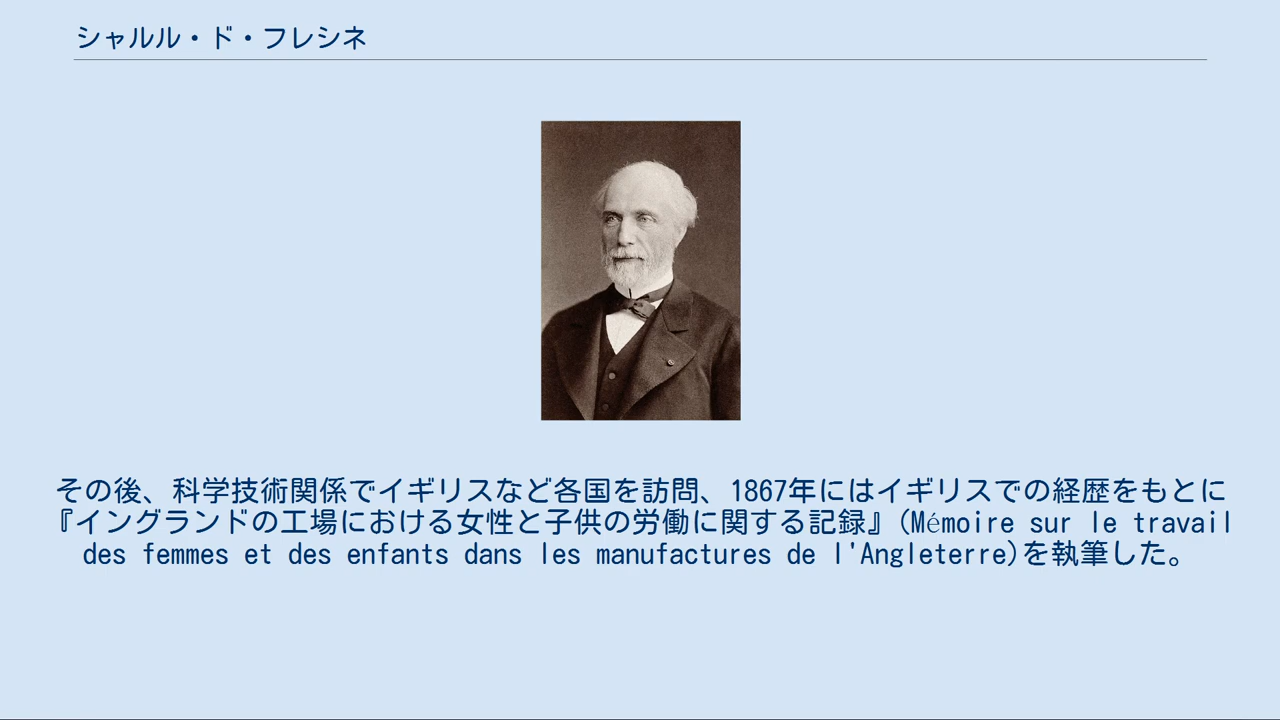 シャルル・ド・フレシネ
その後、科学技術関係でイギリスなど各国を訪問、1867年にはイギリスでの経歴をもとに
『イングランドの工場における女性と子供の労働に関する記録』(Mémoire sur le travail
des femmes et des enfants dans les manufactures de l'Angleterre)を執筆した。